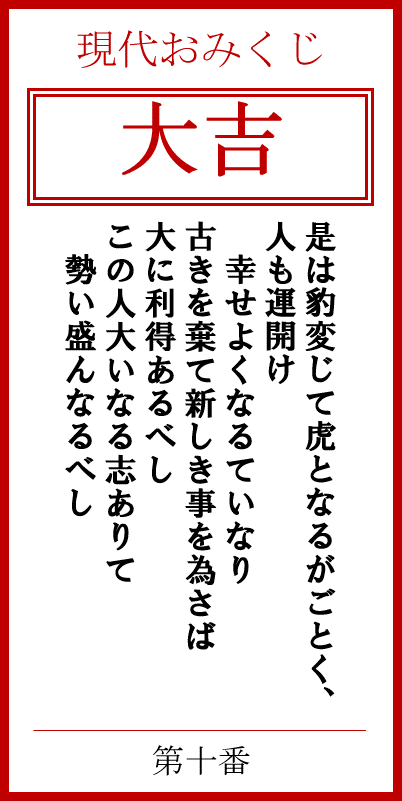 現代おみくじ
大吉
是は豹変じて虎となるがごとく、
人も運開け
幸せよくなるていなり
古きを棄て新しき事を為さば
大に利得あるべし
この人大いなる志ありて
勢い盛んなるべし
第十番